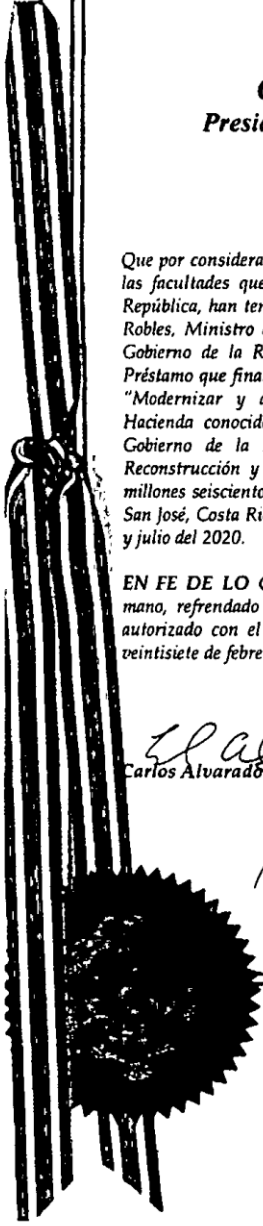 Presi
Que por considera
las facultades que
República, han ter
Robles, Ministro
Gobierno de la R
Préstamo que fina
"Modernizar y
Hacienda conocid
Gobierno de la
Reconstrucción y
millones seiscient
San José, Costa Ri
y julio del 2020.
EN FE DE LO
mano, refrendado
autorizado con el
veintisiete de febre
Carlos Alvarado